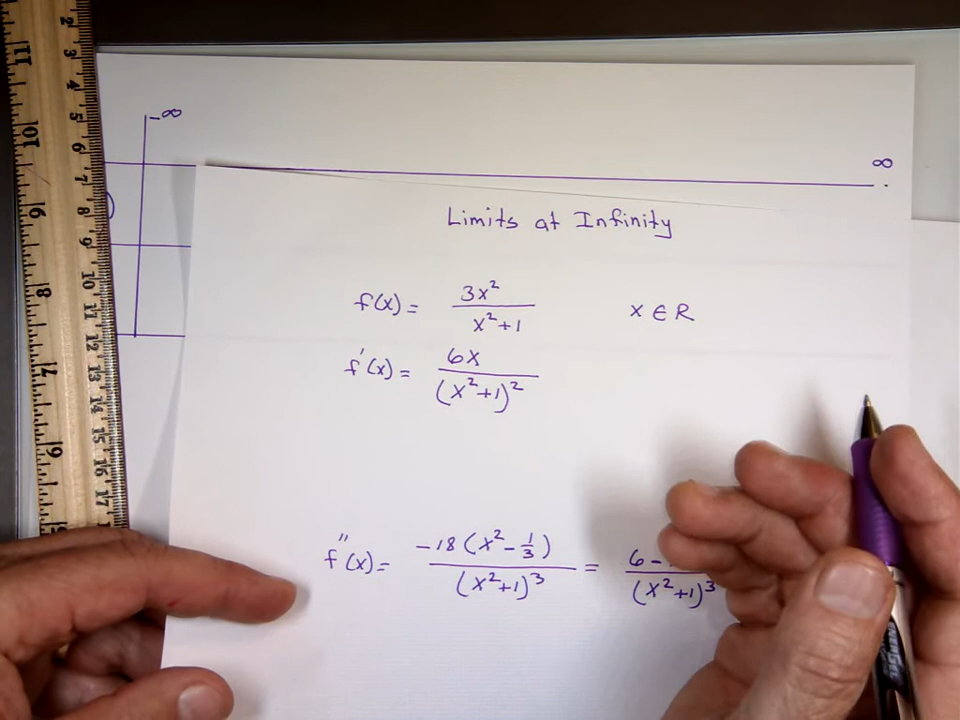 -∞
∞
Limits at Infinity
f(x) = 3x²/(x²+1) x ∈ R
f'(x) = 6x/(x²+1)²
f''(x) = -18(x² - 1/3)/(x²+1)³ = 6 -/(x²+1)³